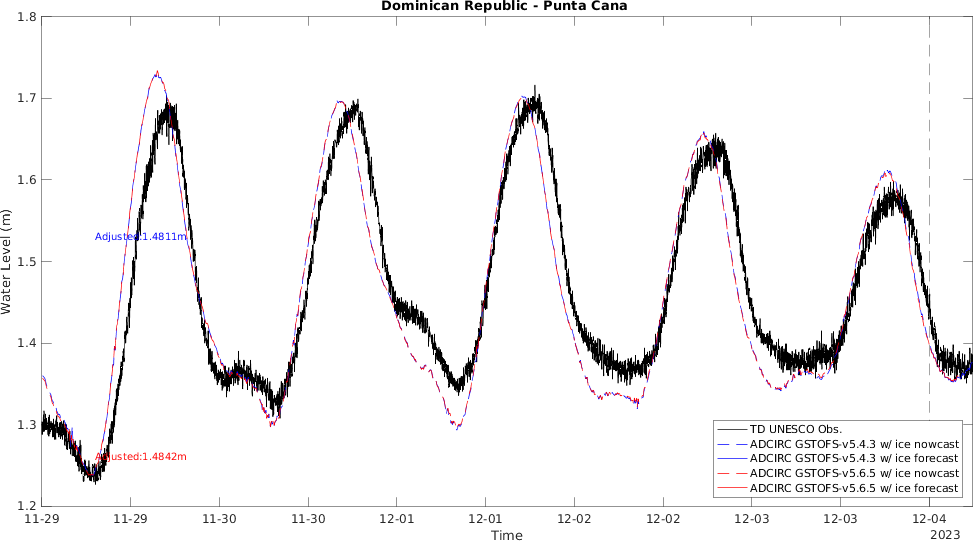 Dominican Republic - Punta Cana
1.8
1.7
1.6
1.5
1.4
1.3
1.2
Water Level (m)
Adjusted:1.4811m
Adjusted:1.4842m
TD UNESCO Obs.
ADCIRC GSTOFS-v5.4.3 w/ ice nowcast
ADCIRC GSTOFS-v5.4.3 w/ ice forecast
ADCIRC GSTOFS-v5.6.5 w/ ice nowcast
ADCIRC GSTOFS-v5.6.5 w/ ice forecast
11-29 11-29 11-30 11-30 12-01 12-01 12-02 12-02 12-03 12-03 12-04
2023
Time